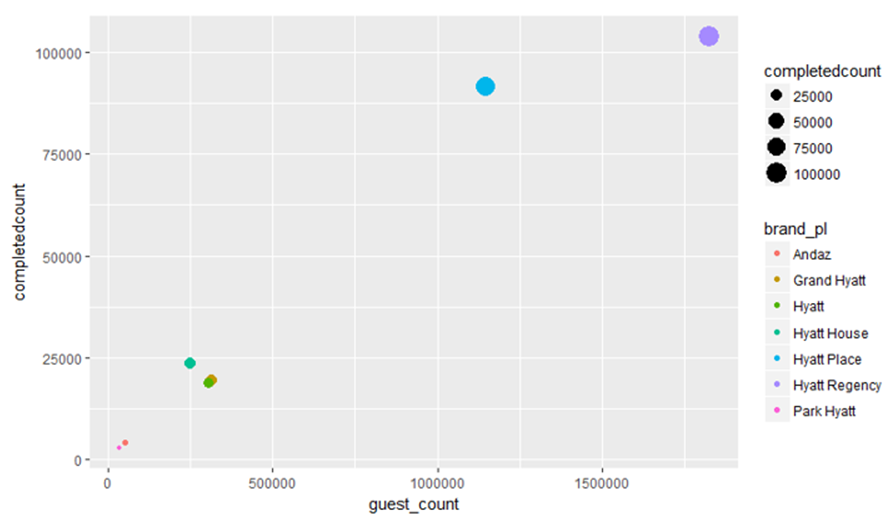 100000
75000
50000
25000
0
0
500000
1000000
1500000
guest_count
completedcount
completedcount
25000
50000
75000
100000
brand_pl
Andaz
Grand Hyatt
Hyatt
Hyatt House
Hyatt Place
Hyatt Regency
Park Hyatt